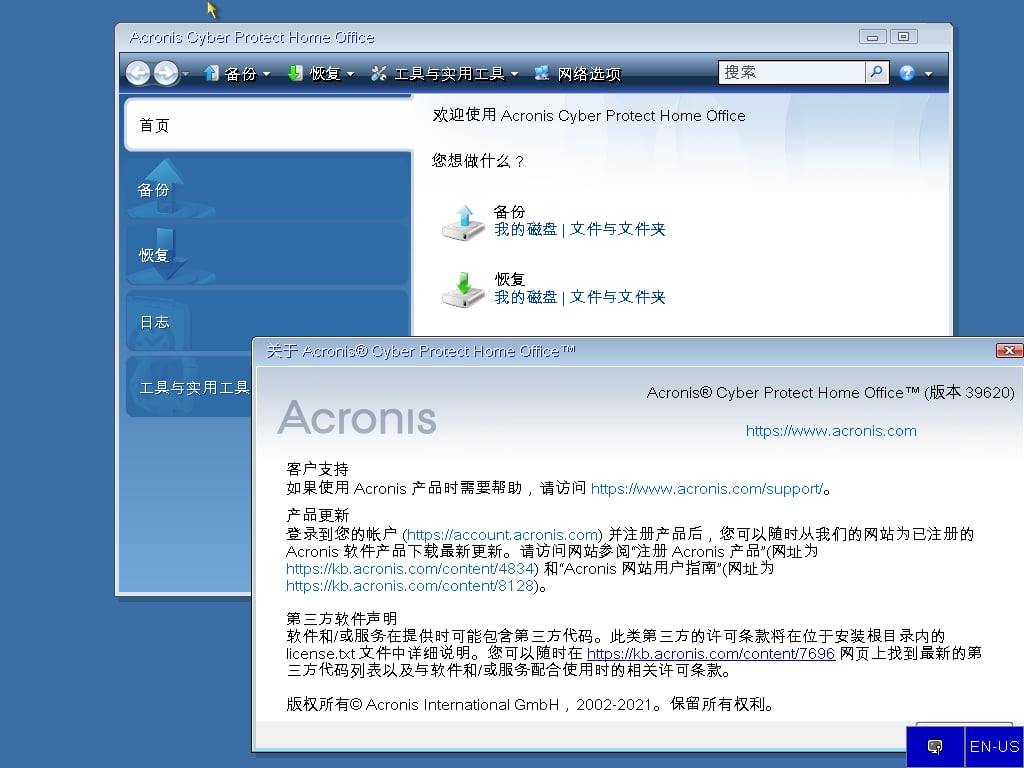 Acronis Cyber Protect Home Office
备份
恢复
工具与实用工具
网络选项
搜索
首页
备份
恢复
日志
工具与实用工具
欢迎使用 Acronis Cyber Protect Home Office
您想做什么？
备份
我的磁盘 | 文件与文件夹
恢复
我的磁盘 | 文件与文件夹
关于 Acronis® Cyber Protect Home Office™
Acronis
Acronis® Cyber Protect Home Office™ (版本 39620)
https://www.acronis.com
客户支持
如果使用 Acronis 产品时需要帮助，请访问 https://www.acronis.com/support/。
产品更新
登录到您的帐户 (https://account.acronis.com) 并注册产品后，您可以随时从我们的网站为已注册的
Acronis 软件产品下载最新更新。请访问网站参阅“注册 Acronis 产品”(网址为
https://kb.acronis.com/content/4834) 和“Acronis 网站用户指南”(网址为
https://kb.acronis.com/content/8128)。
第三方软件声明
软件和/或服务在提供时可能包含第三方代码。此类第三方的许可条款将在位于安装根目录内的
license.txt 文件中详细说明。您可以随时在 https://kb.acronis.com/content/7696 网页上找到最新的第
三方代码列表以及与软件和/或服务配合使用时的相关许可条款。
版权所有© Acronis International GmbH，2002-2021。保留所有权利。
EN-US